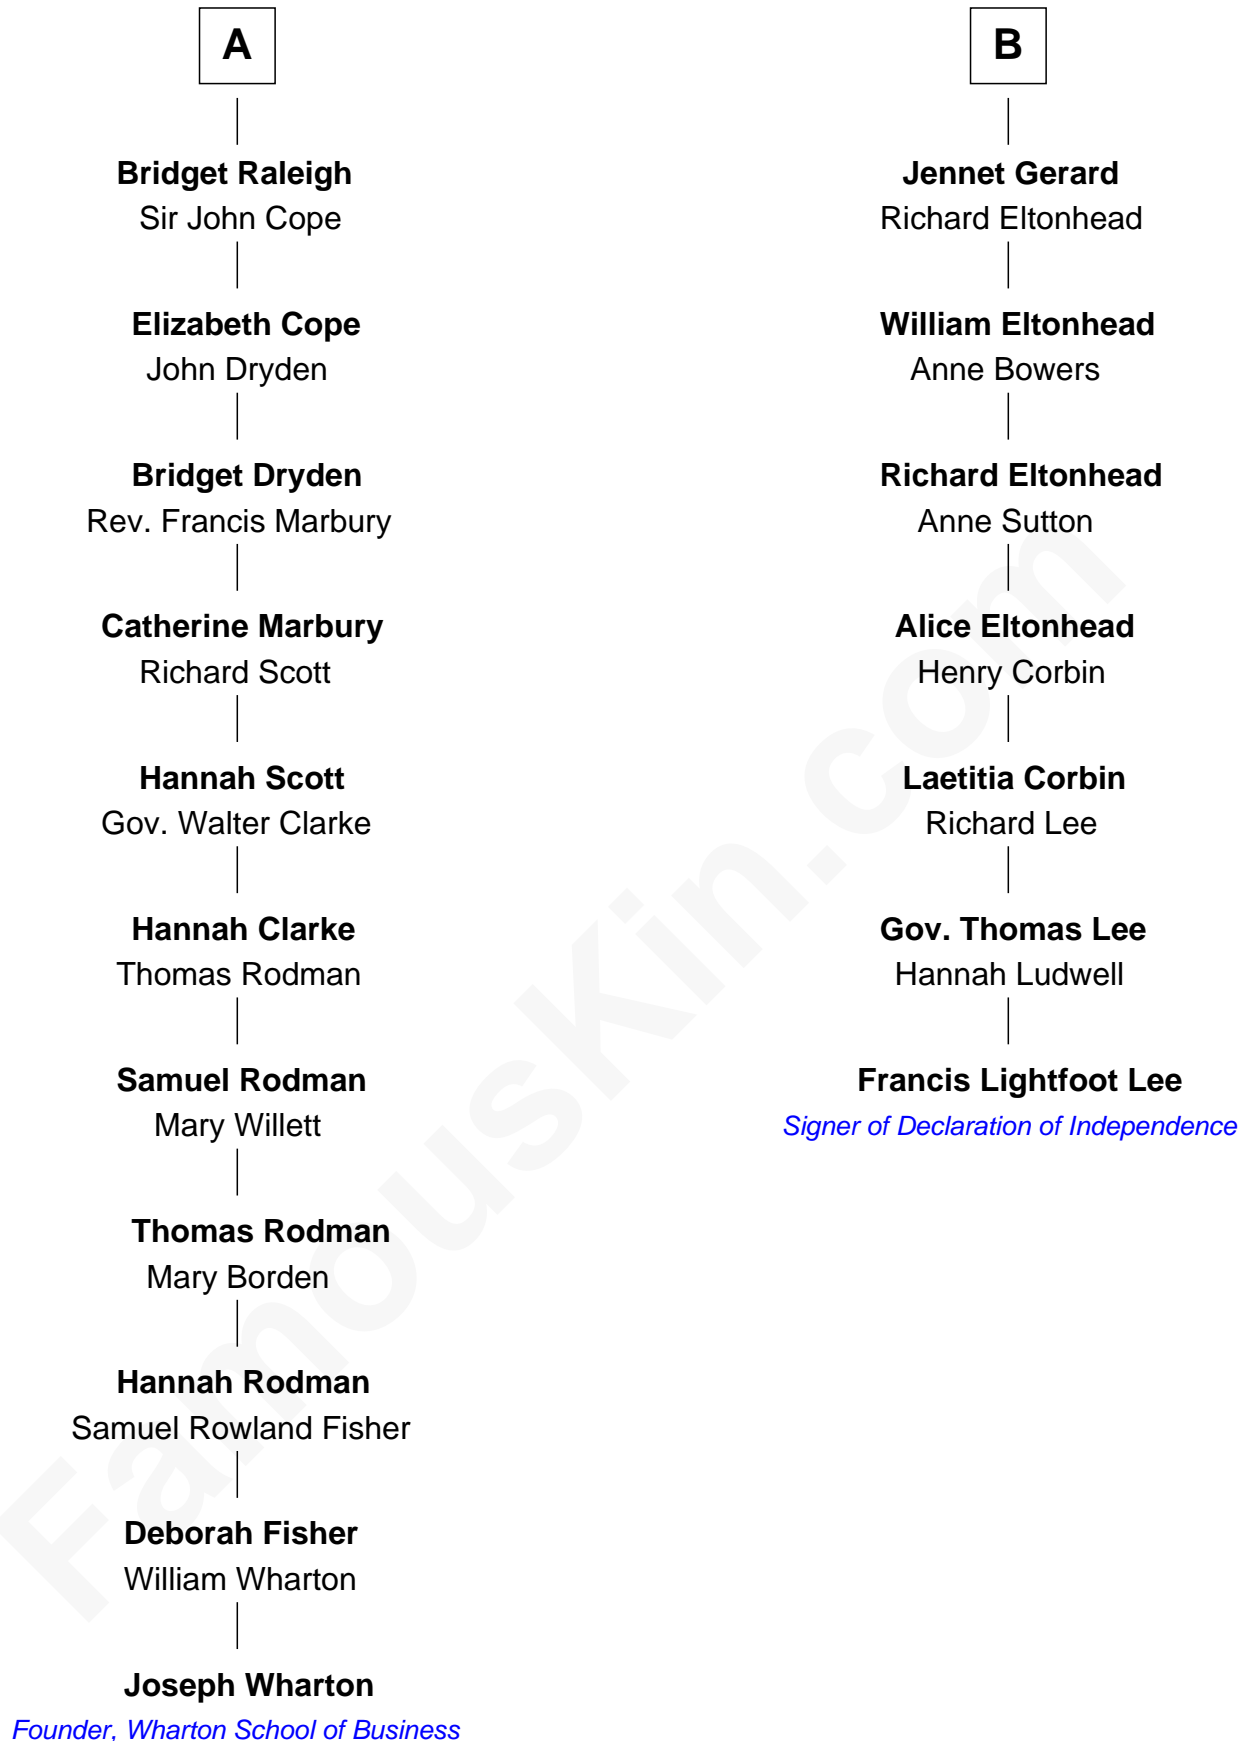 A
Bridget Raleigh
Sir John Cope
Elizabeth Cope
John Dryden
Bridget Dryden
Rev. Francis Marbury
Catherine Marbury
Richard Scott
Hannah Scott
Gov. Walter Clarke
Hannah Clarke
Thomas Rodman
Samuel Rodman
Mary Willett
Thomas Rodman
Mary Borden
Hannah Rodman
Samuel Rowland Fisher
Deborah Fisher
William Wharton
Joseph Wharton
Founder, Wharton School of Business
B
Jennet Gerard
Richard Eltonhead
William Eltonhead
Anne Bowers
Richard Eltonhead
Anne Sutton
Alice Eltonhead
Henry Corbin
Laetitia Corbin
Richard Lee
Gov. Thomas Lee
Hannah Ludwell
Francis Lightfoot Lee
Signer of Declaration of Independence
FamousKin.com